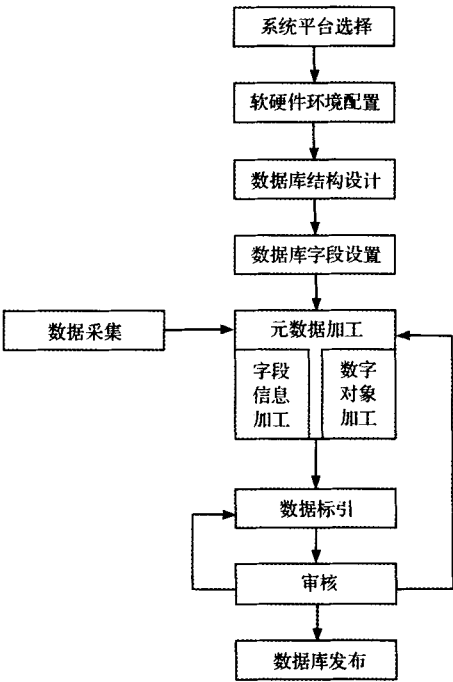 系统平台选择
软硬件环境配置
数据库结构设计
数据库字段设置
数据采集
元数据加工
字段
信息
加工
数字
对象
加工
数据标引
审核
数据库发布